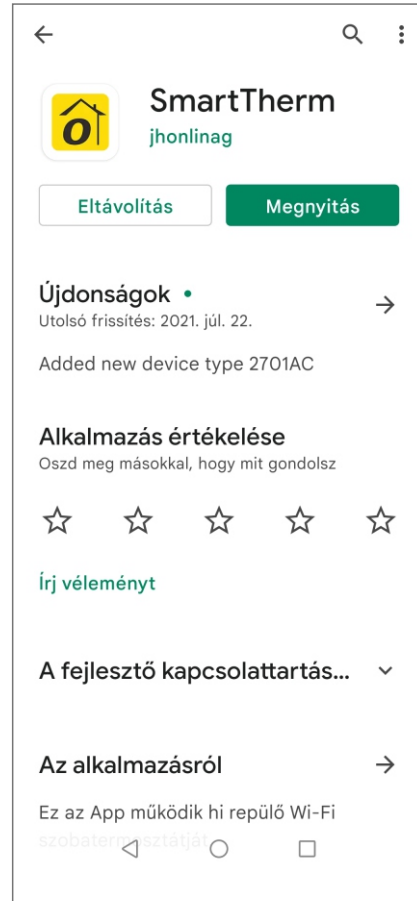 SmartTherm
jhonlinag
Eltávolítás
Megnyitás
Újdonságok
Utolsó frissítés: 2021. júl. 22.
Added new device type 2701AC
Alkalmazás értékelése
Oszd meg másokkal, hogy mit gondolsz
Írj véleményt
A fejlesztő kapcsolattartás...
Az alkalmazásról
Ez az App működik hi repülő Wi-Fi
szobatermosztátját